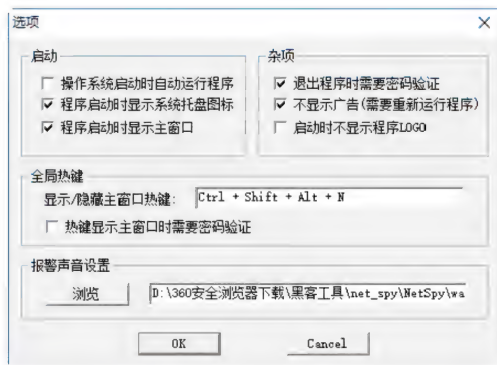 选项
启动
操作系统启动时自动运行程序
程序启动时显示系统托盘图标
程序启动时显示主窗口
杂项
退出程序时需要密码验证
不显示广告(需要重新运行程序)
启动时不显示程序LOGO
全局热键
显示/隐藏主窗口热键: Ctrl + Shift + Alt + N
热键显示主窗口时需要密码验证
报警声音设置
浏览 D:\360安全浏览器下载\黑客工具\net_spy\NetSpy\wa
OK Cancel